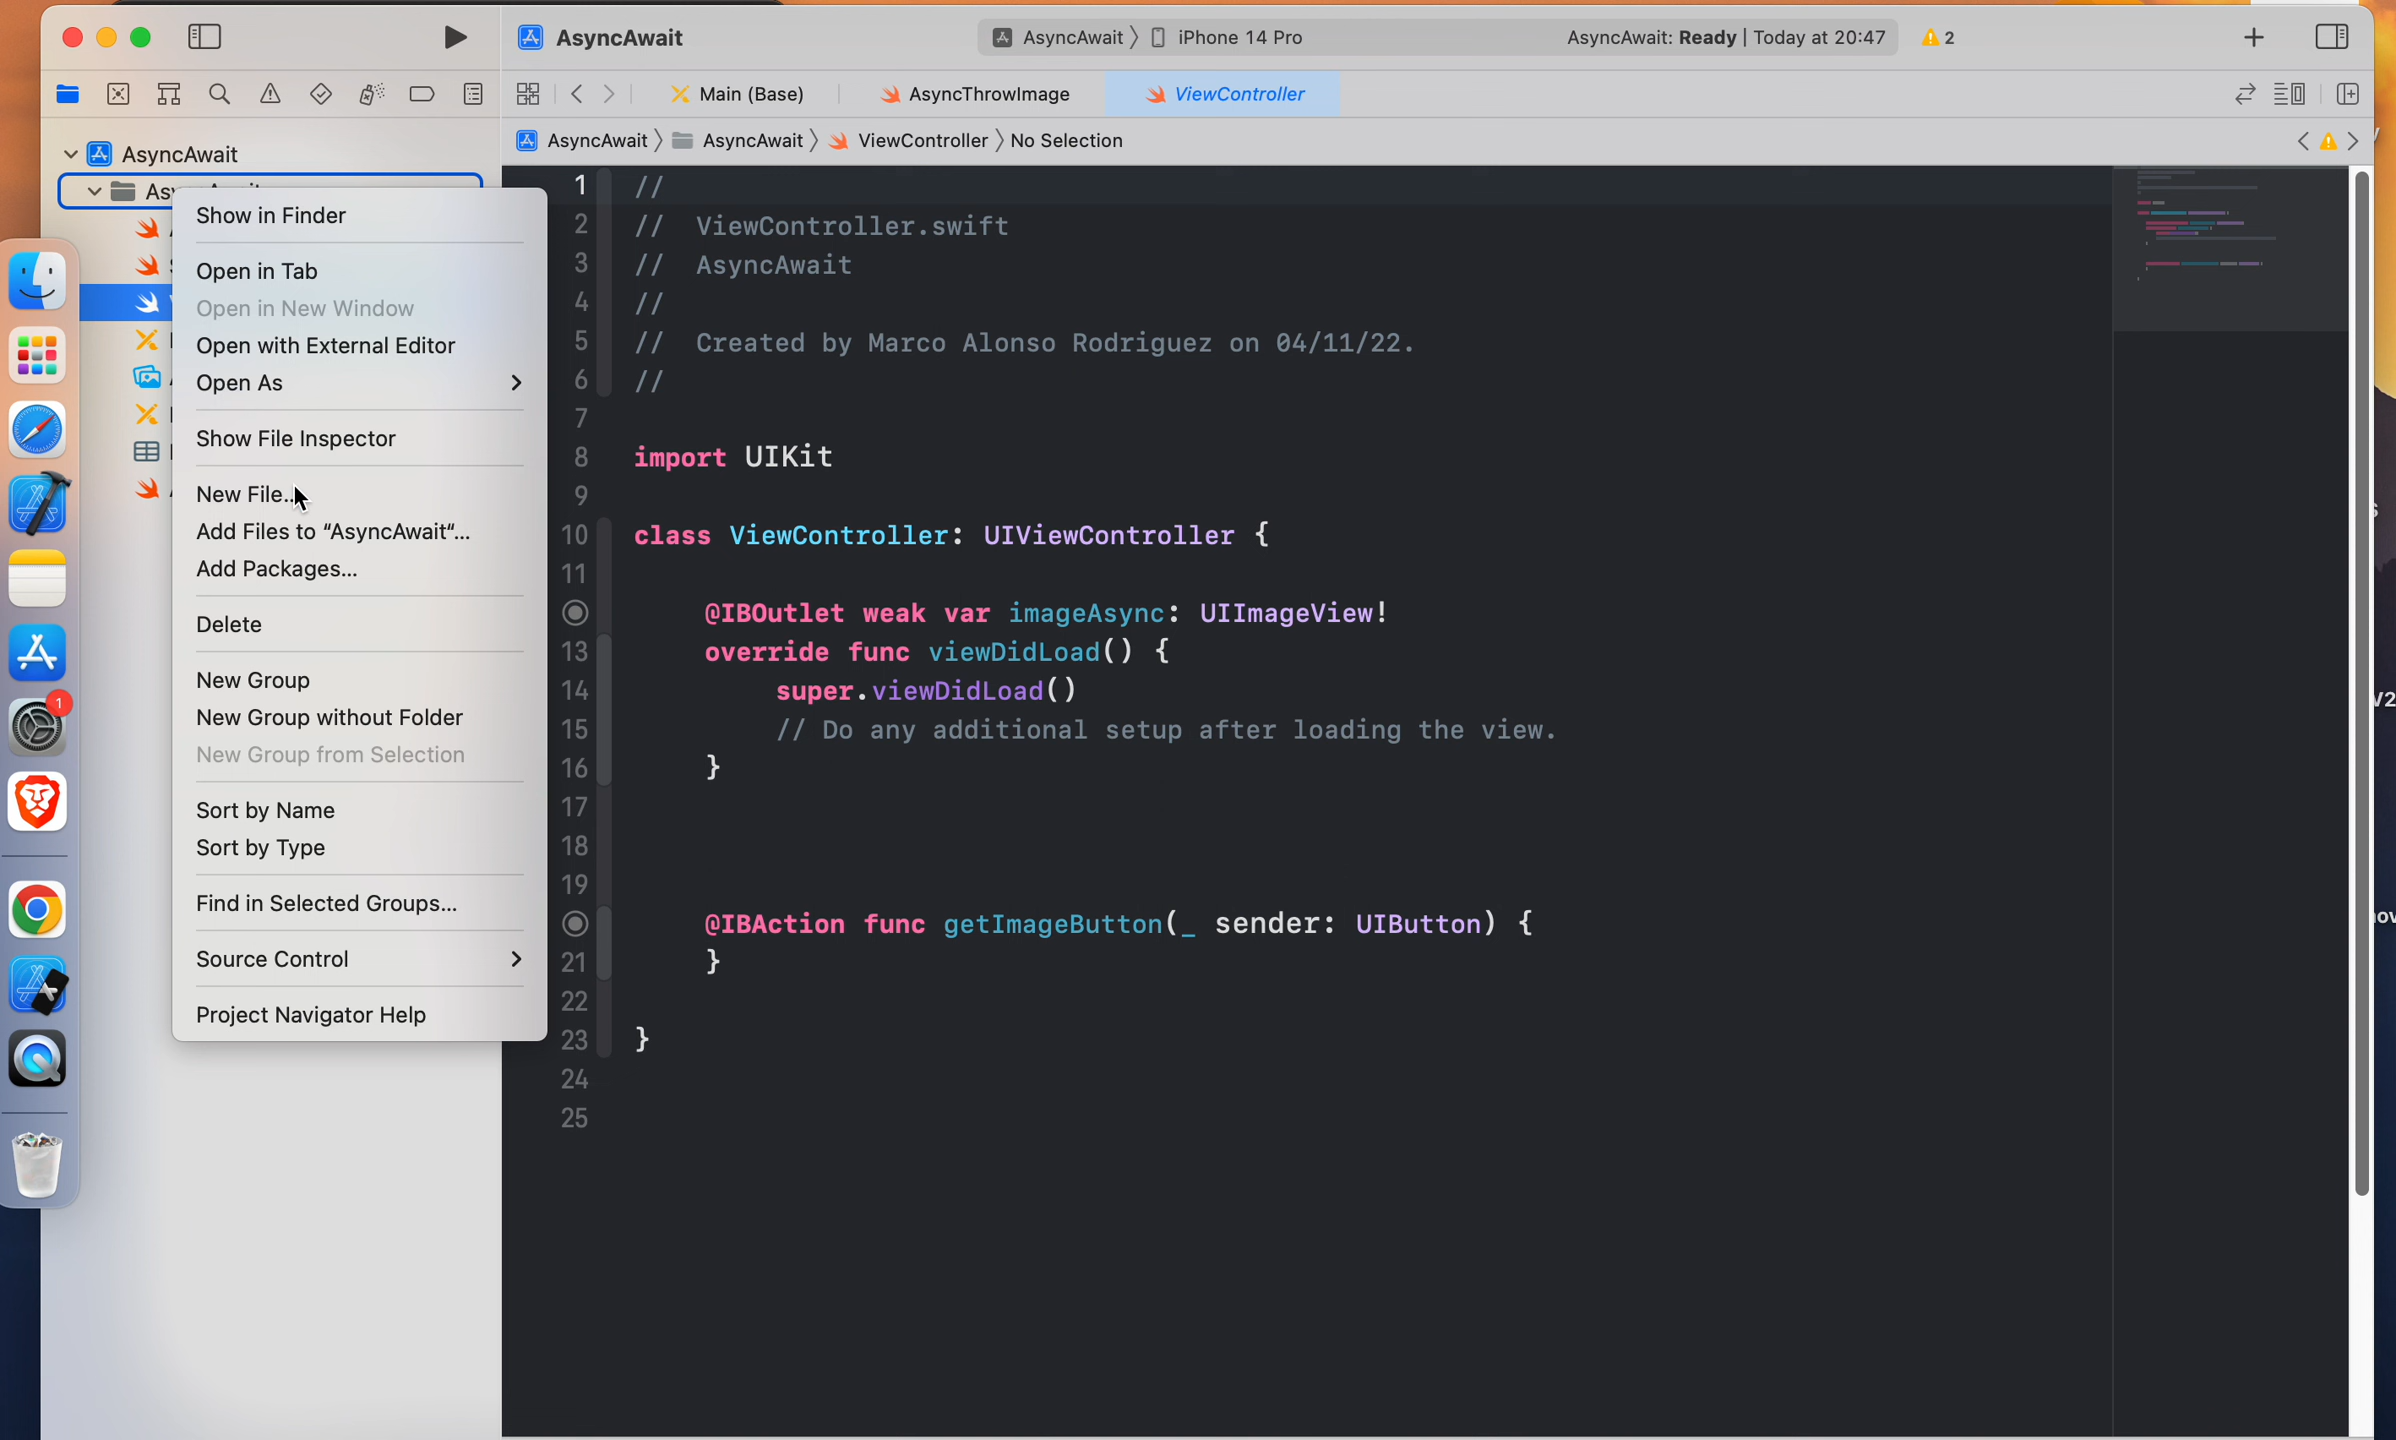 AsyncAwait
AsyncAwait
iPhone 14 Pro
AsyncAwait: Ready | Today at 20:47
2
Main (Base)
AsyncThrowImage
ViewController
AsyncAwait
AsyncAwait
ViewController
No Selection
AsyncAwait
Show in Finder
Open in Tab
Open in New Window
Open with External Editor
Open As
Show File Inspector
New File...
Add Files to “AsyncAwait“...
Add Packages...
Delete
New Group
New Group without Folder
New Group from Selection
Sort by Name
Sort by Type
Find in Selected Groups...
Source Control
Project Navigator Help
1
1 //
2 // ViewController.swift
3 // AsyncAwait
4 //
5 // Created by Marco Alonso Rodriguez on 04/11/22.
6 //
7
8 import UIKit
9
10 class ViewController: UIViewController {
11
@IBOutlet weak var imageAsync: UIImageView!
13 override func viewDidLoad() {
14 super.viewDidLoad()
15 // Do any additional setup after loading the view.
16 }
17
18
19
@IBAction func getImageButton(_ sender: UIButton) {
21 }
22
23 }
24
25